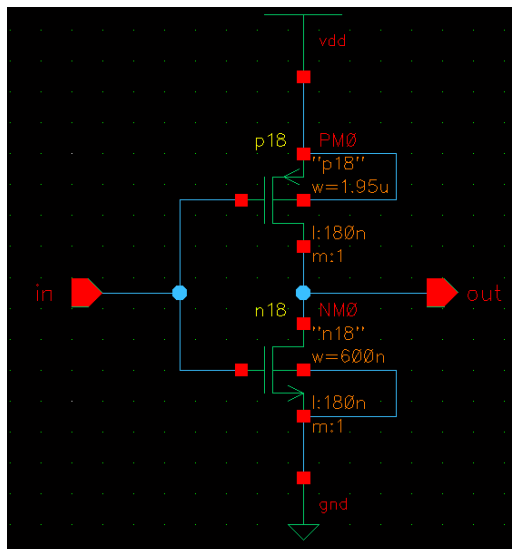 vdd
p18 PM0
"p18"
w=1.95u
l:180n
m:1
in
out
n18 NM0
"n18"
w=600n
l:180n
m:1
gnd